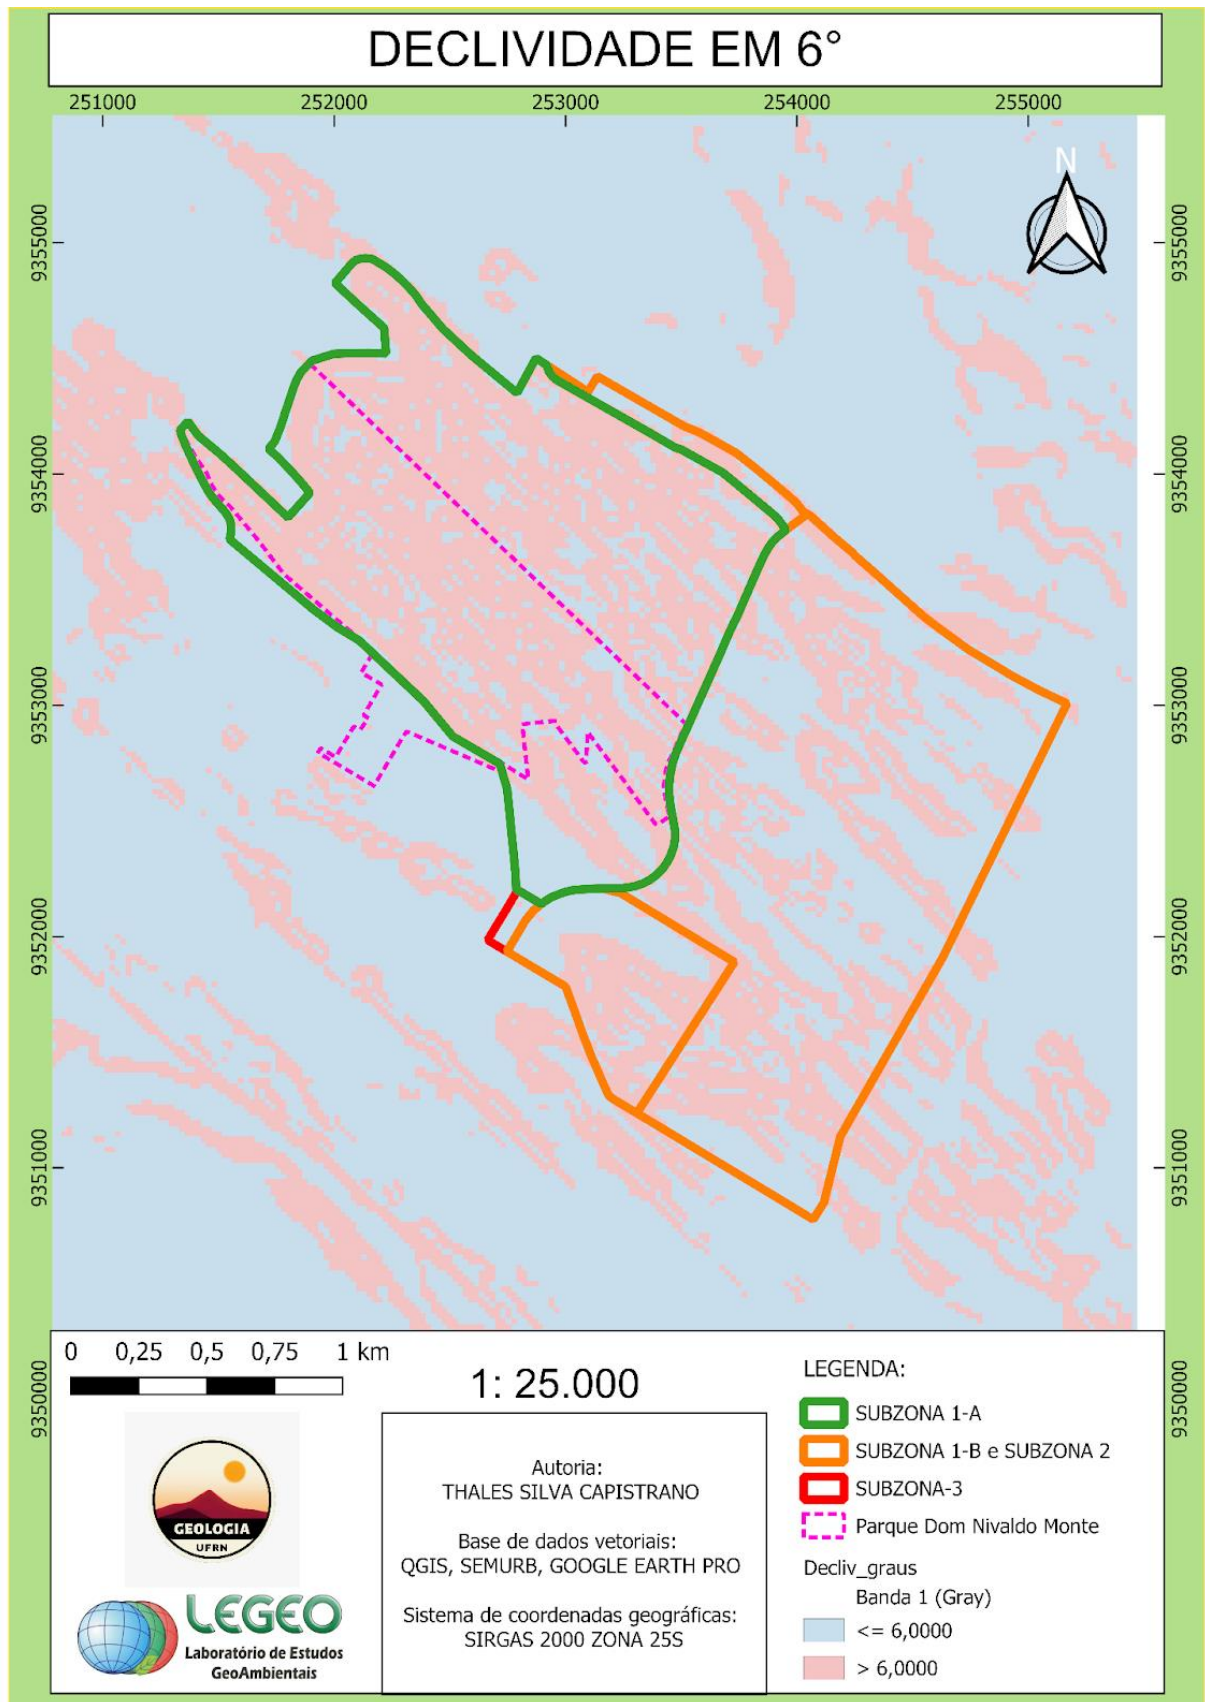 DECLIVIDADE EM 6°
251000 252000 253000 254000 255000
N
9355000 9355000
9354000 9354000
9353000 9353000
9352000 9352000
9351000 9351000
9350000 9350000
0 0,25 0,5 0,75 1 km
1: 25.000
GEOLOGIA
UFRN
LEGEO
Laboratório de Estudos
GeoAmbientais
Autoria:
THALES SILVA CAPISTRANO
Base de dados vetoriais:
QGIS, SEMURB, GOOGLE EARTH PRO
Sistema de coordenadas geográficas:
SIRGAS 2000 ZONA 25S
LEGENDA:
SUBZONA 1-A
SUBZONA 1-B e SUBZONA 2
SUBZONA-3
Parque Dom Nivaldo Monte
Decliv_graus
Banda 1 (Gray)
<= 6,0000
> 6,0000